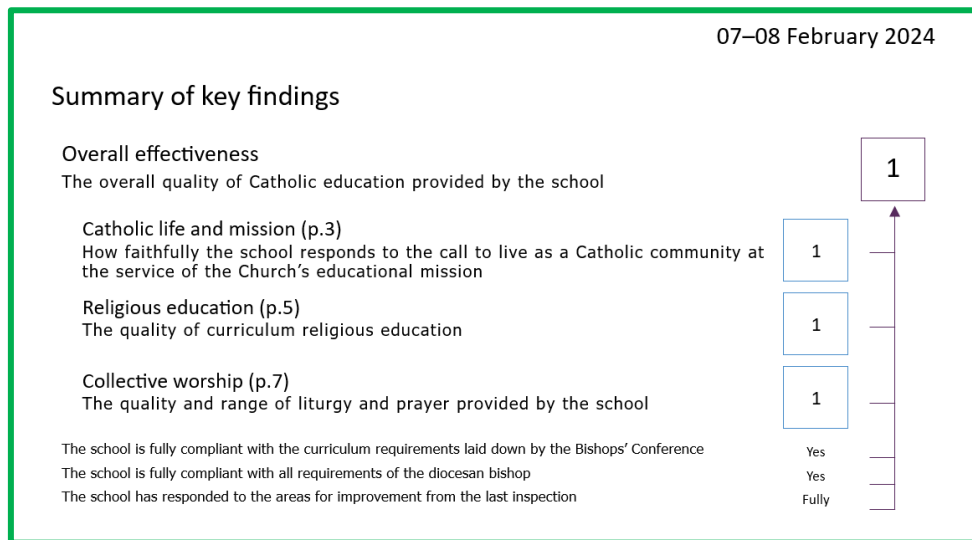 07–08 February 2024
Summary of key findings
Overall effectiveness
The overall quality of Catholic education provided by the school
1
Catholic life and mission (p.3)
How faithfully the school responds to the call to live as a Catholic community at
the service of the Church’s educational mission
1
Religious education (p.5)
The quality of curriculum religious education
1
Collective worship (p.7)
The quality and range of liturgy and prayer provided by the school
1
The school is fully compliant with the curriculum requirements laid down by the Bishops’ Conference Yes
The school is fully compliant with all requirements of the diocesan bishop Yes
The school has responded to the areas for improvement from the last inspection Fully